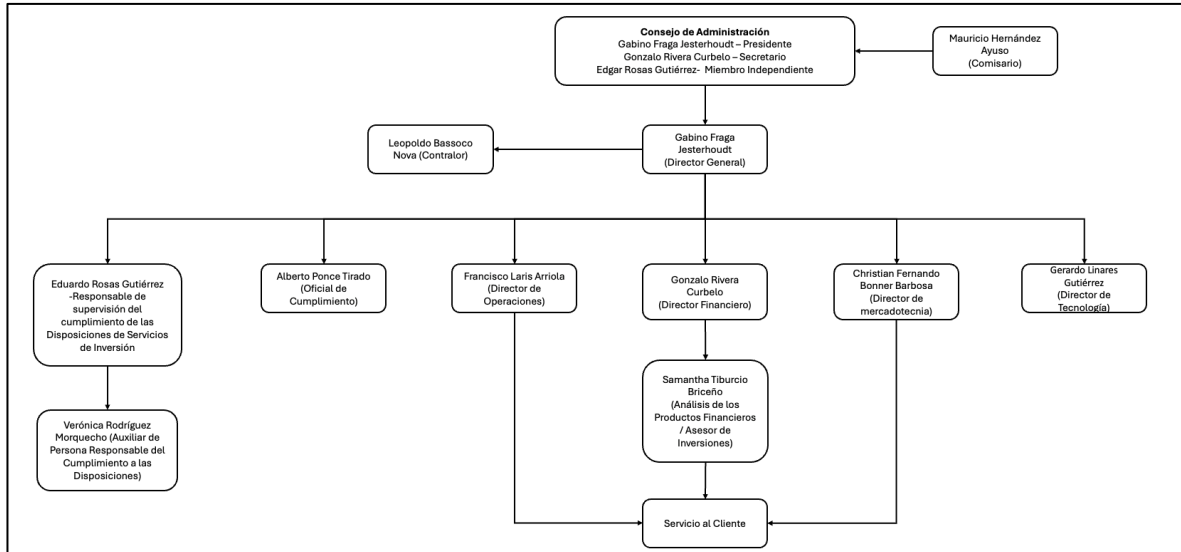 Consejo de Administración
Gabino Fraga Jesterhoudt – Presidente
Gonzalo Rivera Curbelo – Secretario
Edgar Rosas Gutiérrez- Miembro Independiente
Mauricio Hernández
Ayuso
(Comisario)
Leopoldo Bassoco
Nova (Contralor)
Gabino Fraga
Jesterhoudt
(Director General)
Eduardo Rosas Gutiérrez
-Responsable de
supervisión del
cumplimiento de las
Disposiciones de Servicios
de Inversión
Alberto Ponce Tirado
(Oficial de
Cumplimiento)
Francisco Laris Arriola
(Director de
Operaciones)
Gonzalo Rivera
Curbelo
(Director Financiero)
Christian Fernando
Bonner Barbosa
(Director de
mercadotecnia)
Gerardo Linares
Gutiérrez
(Director de
Tecnología)
Verónica Rodríguez
Morquecho (Auxiliar de
Persona Responsable del
Cumplimiento a las
Disposiciones)
Samantha Tiburcio
Briceño
(Análisis de los
Productos Financieros
/ Asesor de
Inversiones)
Servicio al Cliente